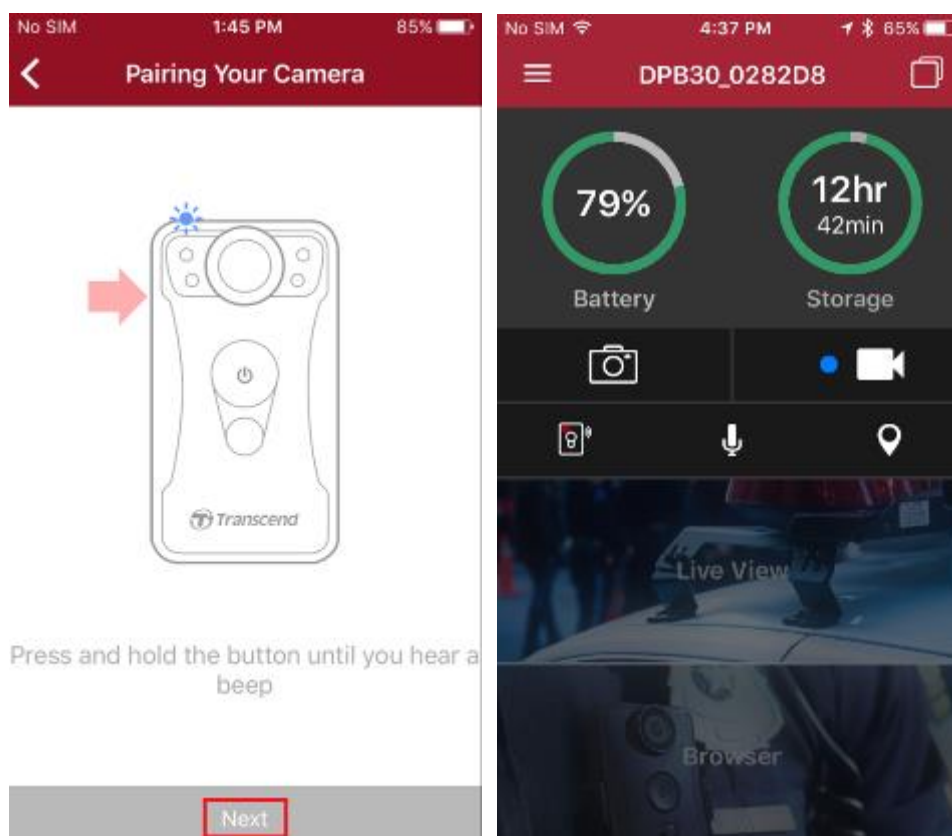 No SIM 1:45 PM 85%
Pairing Your Camera
Transcend
Press and hold the button until you hear a
beep
Next
No SIM 4:37 PM 65%
DPB30_0282D8
79%
12hr
42min
Battery Storage
Live View
Browser